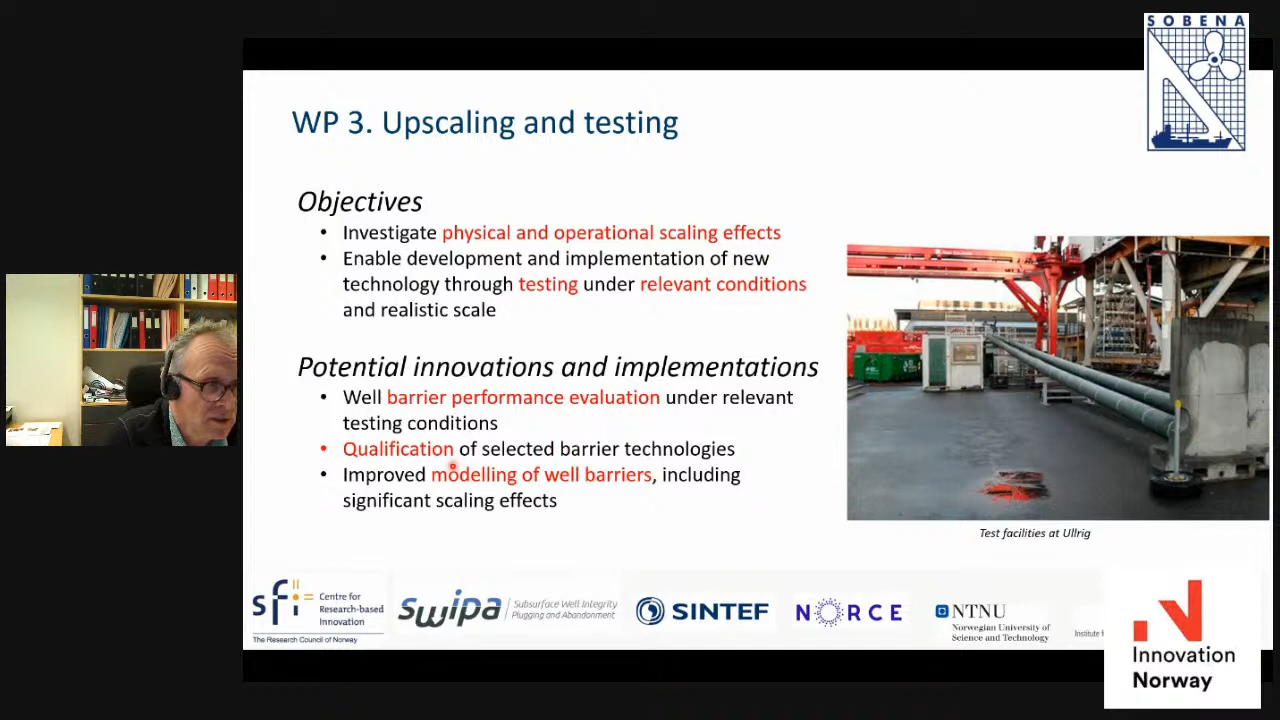 SOBENA
WP 3. Upscaling and testing
Objectives
• Investigate physical and operational scaling effects
• Enable development and implementation of new
technology through testing under relevant conditions
and realistic scale
Potential innovations and implementations
• Well barrier performance evaluation under relevant
testing conditions
• Qualification of selected barrier technologies
• Improved modelling of well barriers, including
significant scaling effects
Test facilities at Ullrig
sfi
Centre for
Research-based
Innovation
The Research Council of Norway
swipa
Subsurface Well Integrity
Plugging and Abandonment
SINTEF
NORCE
NTNU
Norwegian University of
Science and Technology
Institute f
Innovation
Norway